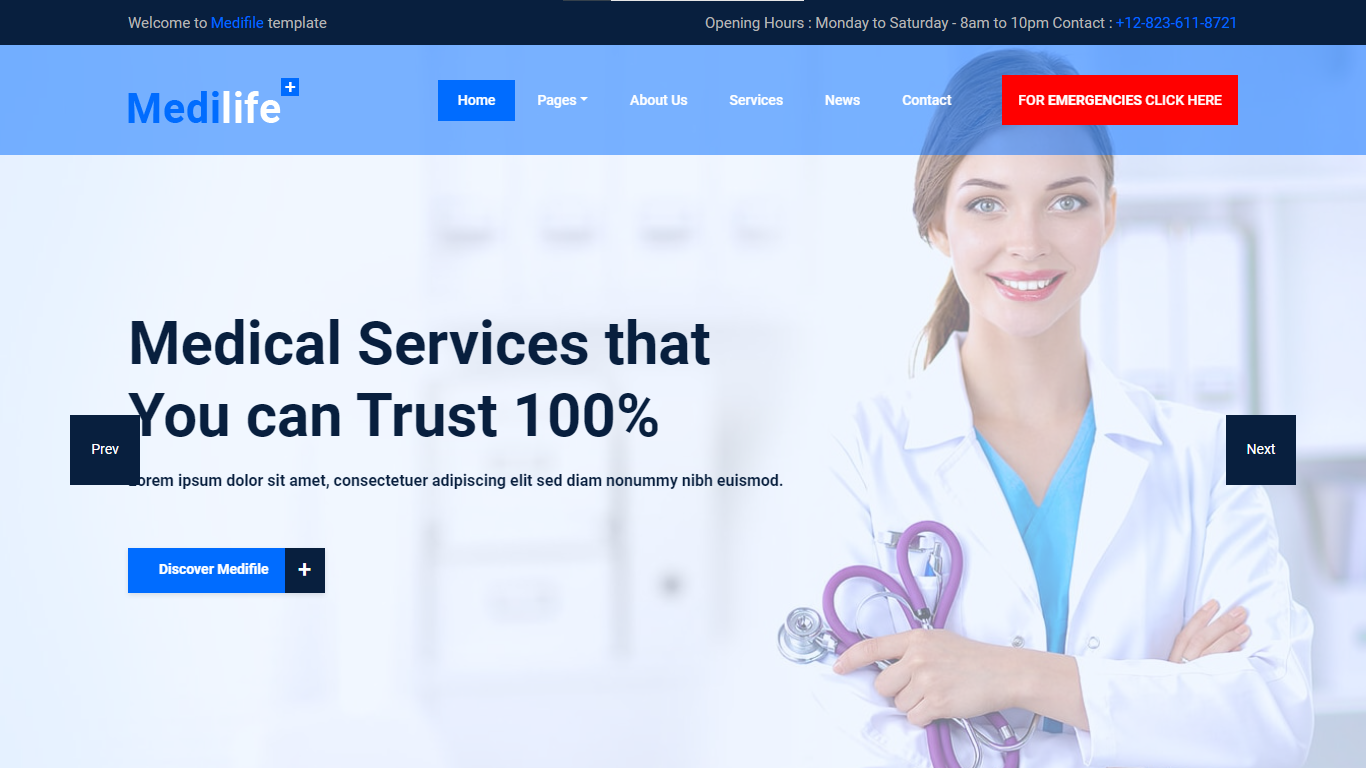 Welcome to Medifile template
Opening Hours : Monday to Saturday - 8am to 10pm Contact : +12-823-611-8721
Medilife+
Home
Pages
About Us
Services
News
Contact
FOR EMERGENCIES CLICK HERE
Medical Services that
You can Trust 100%
Prev
Next
Lorem ipsum dolor sit amet, consectetuer adipiscing elit sed diam nonummy nibh euismod.
Discover Medifile +